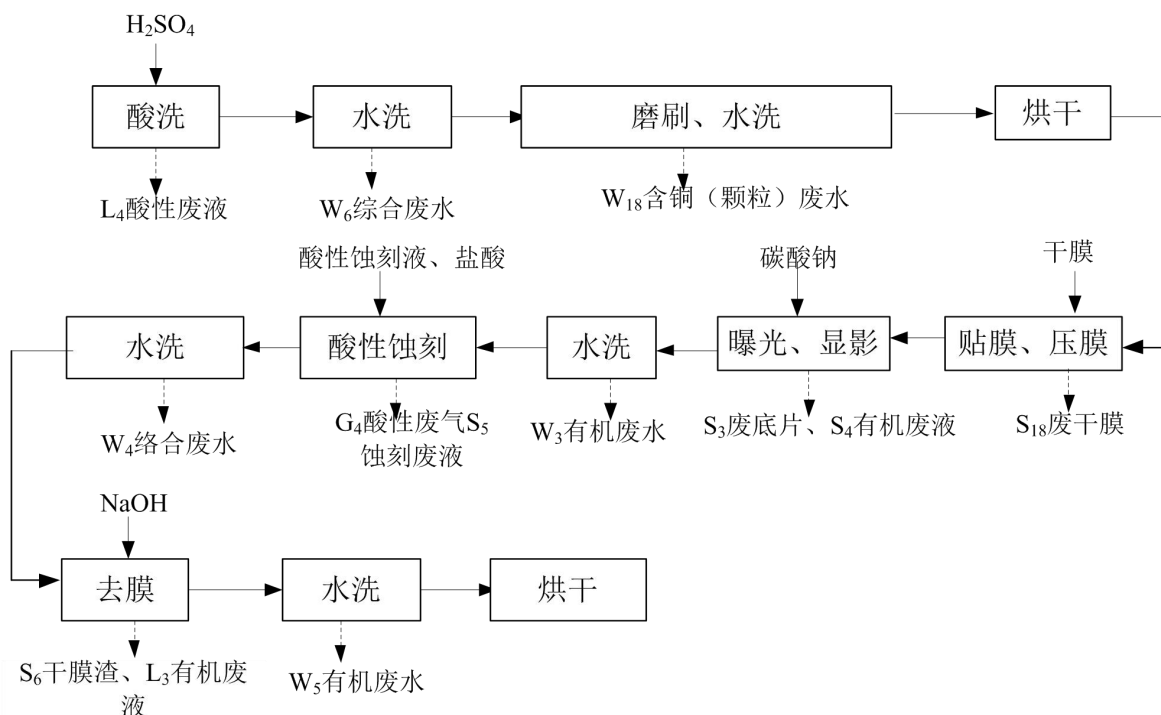 H₂SO₄
酸洗
水洗
磨刷、水洗
烘干
L₄酸性废液
W₆综合废水
W₁₈含铜（颗粒）废水
酸性蚀刻液、盐酸
碳酸钠
干膜
水洗
酸性蚀刻
水洗
曝光、显影
贴膜、压膜
W₄络合废水
G₄酸性废气S₅
蚀刻废液
W₃有机废水
S₃废底片、S₄有机废液
S₁₈废干膜
NaOH
去膜
水洗
烘干
S₆干膜渣、L₃有机废
液
W₅有机废水